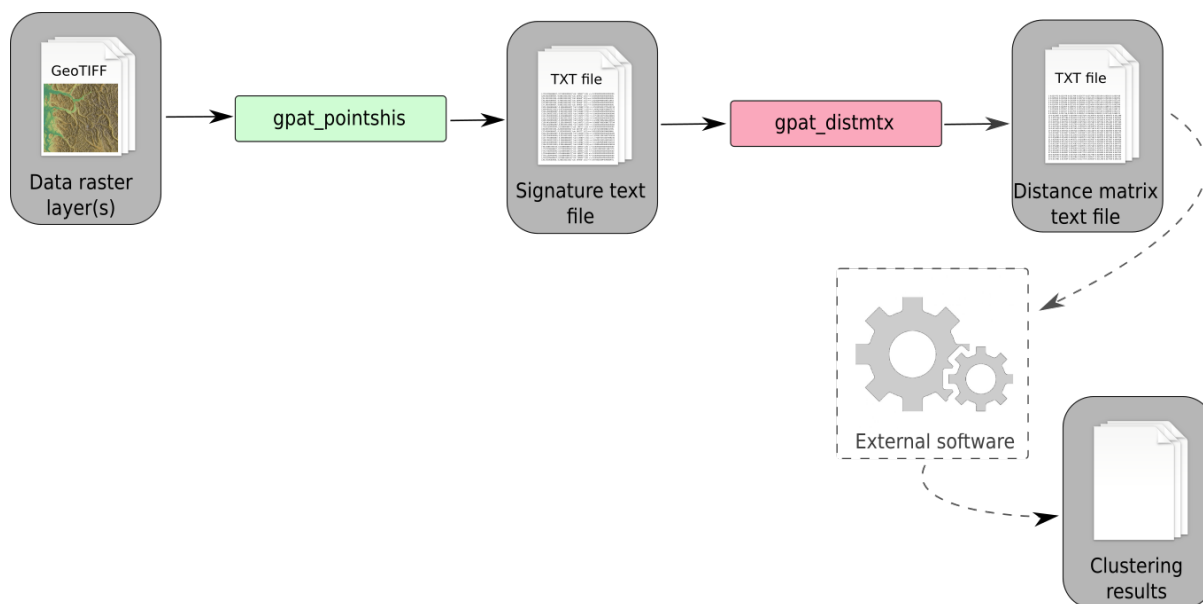 GeoTIFF
Data raster
layer(s)
gpat_pointshis
TXT file
Signature text
file
gpat_distmtx
TXT file
Distance matrix
text file
External software
Clustering
results